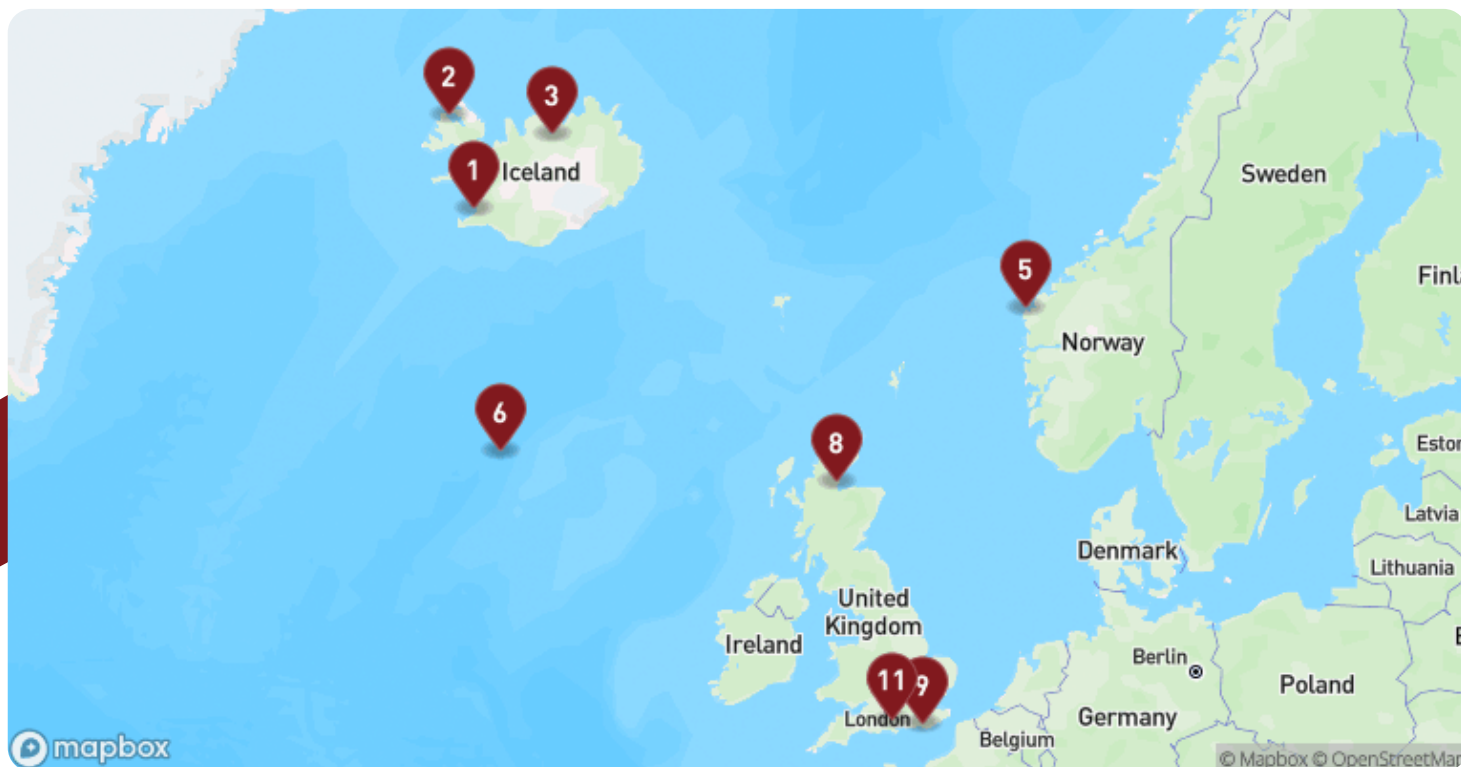 2
3
1
Iceland
Sweden
5
Finl
Norway
6
8
Eston
Latvia
Denmark
Lithuania
United
Kingdom
Ireland
Berlin
11
9
Poland
London
Germany
Belgium
mapbox
© Mapbox © OpenStreetMap